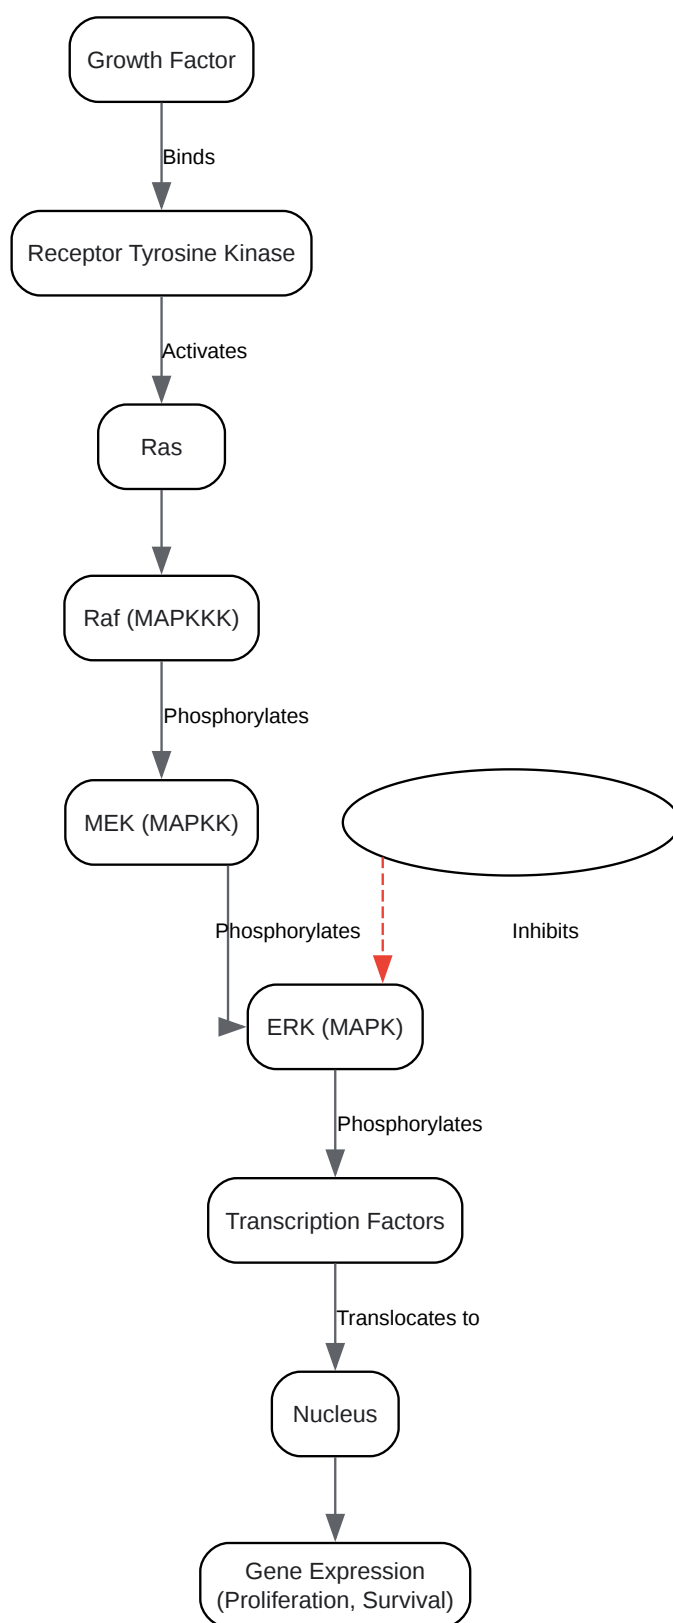 Growth Factor
Binds
Receptor Tyrosine Kinase
Activates
Ras
Raf (MAPKKK)
Phosphorylates
MEK (MAPKK)
Phosphorylates
Inhibits
ERK (MAPK)
Phosphorylates
Transcription Factors
Translocates to
Nucleus
Gene Expression
(Proliferation, Survival)